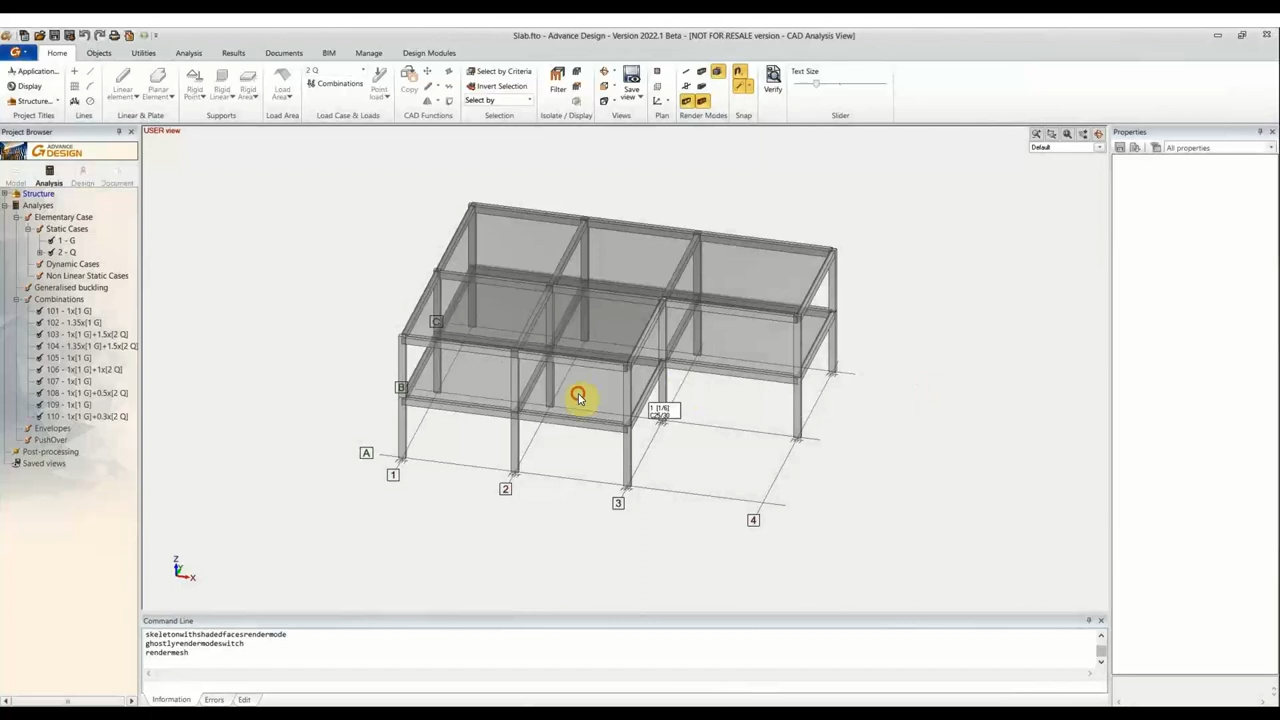 Slab.fto - Advance Design - Version 2022.1 Beta - [NOT FOR RESALE version - CAD Analysis View]
Home Objects Utilities Analysis Results Documents BIM Manage Design Modules
Application...
Display
Structure...
Project Titles
Lines
Linear element
Planar Element
Linear & Plate
Rigid Point
Rigid Linear
Rigid Area
Supports
Load Area
Load Area
2 Q
Combinations
Point load
Load Case & Loads
Copy
CAD Functions
Select by Criteria
Invert Selection
Select by
Selection
Filter
Isolate / Display
Save view
Views
Plan
Render Modes
Snap
Verify
Text Size
Slider
Project Browser
ADVANCE
DESIGN
Model Analysis Design Document
Structure
Analyses
Elementary Case
Static Cases
1 - G
2 - Q
Dynamic Cases
Non Linear Static Cases
Generalised buckling
Combinations
101 - 1x[1 G]
102 - 1.35x[1 G]
103 - 1x[1 G]+1.5x[2 Q]
104 - 1.35x[1 G]+1.5x[2 Q
105 - 1x[1 G]
106 - 1x[1 G]+1x[2 Q]
107 - 1x[1 G]
108 - 1x[1 G]+0.5x[2 Q]
109 - 1x[1 G]
110 - 1x[1 G]+0.3x[2 Q]
Envelopes
PushOver
Post-processing
Saved views
USER view
Default
C
B
A
1
2
3
4
1 [1/6]
C25/30
Z
Y
X
Properties
All properties
Command Line
skeletonwithshadedfacesrendermode
ghostlyrendermodeswitch
rendermesh
Information Errors Edit